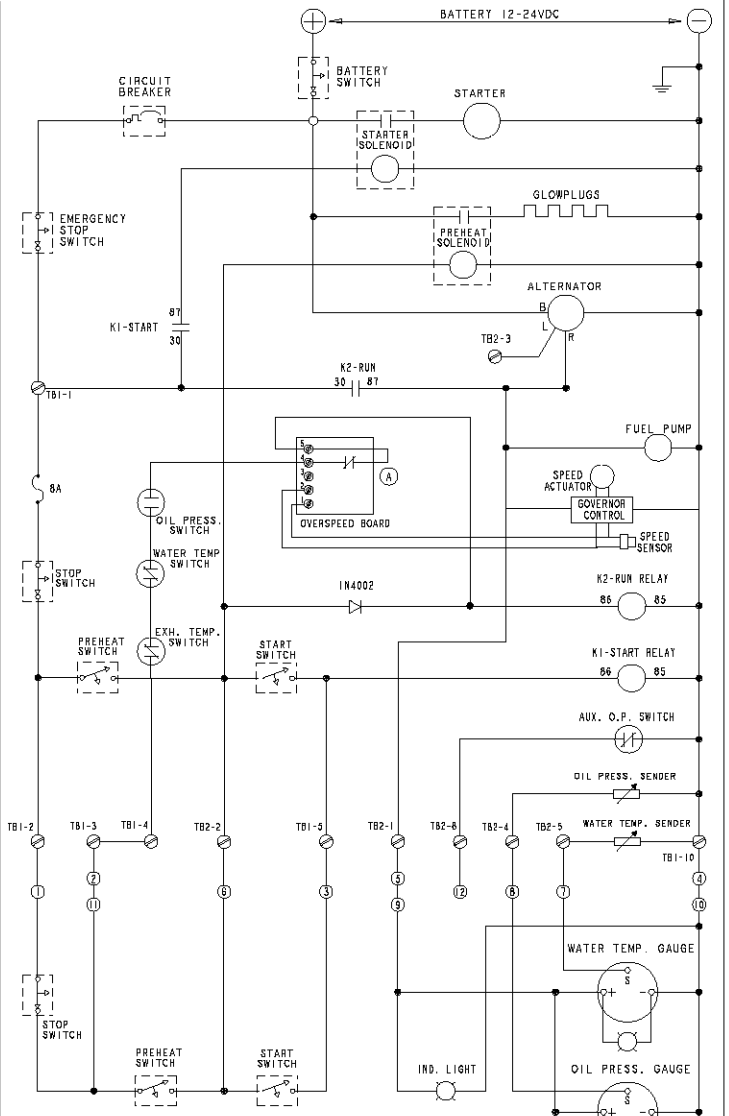 BATTERY 12-24VDC
BATTERY
SWITCH
CIRCUIT
BREAKER
STARTER
STARTER
SOLENOID
GLOWPLUGS
EMERGENCY
STOP
SWITCH
PREHEAT
SOLENOID
ALTERNATOR
87
B
K1-START
L
R
30
TB2-3
K2-RUN
30 87
TB1-1
FUEL PUMP
5
4
3
2
1
A
SPEED
ACTUATOR
8A
GOVERNOR
CONTROL
OIL PRESS.
SWITCH
OVERSPEED BOARD
SPEED
SENSOR
WATER TEMP
SWITCH
STOP
SWITCH
1N4002
K2-RUN RELAY
86 85
EXH. TEMP.
SWITCH
PREHEAT
SWITCH
START
SWITCH
K1-START RELAY
86 85
AUX. O.P. SWITCH
OIL PRESS. SENDER
TB1-2 TB1-3 TB1-4 TB2-2 TB1-5 TB2-1 TB2-6 TB2-4 TB2-5 WATER TEMP. SENDER
TB1-10
1 2 6 3 5 12 8 7 4
11 9 10
WATER TEMP. GAUGE
S
+ -
STOP
SWITCH
PREHEAT
SWITCH
START
SWITCH
IND. LIGHT
OIL PRESS. GAUGE
S
+ -